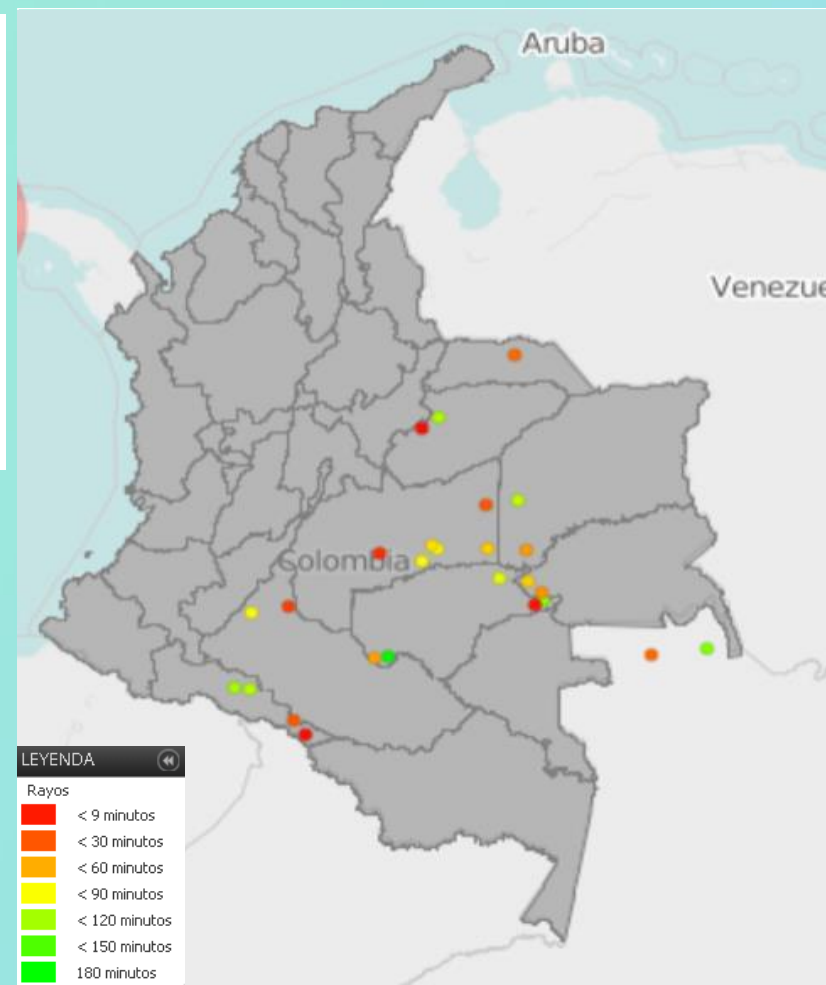 Aruba
Venezue
Colombia
LEYENDA
Rayos
< 9 minutos
< 30 minutos
< 60 minutos
< 90 minutos
< 120 minutos
< 150 minutos
180 minutos